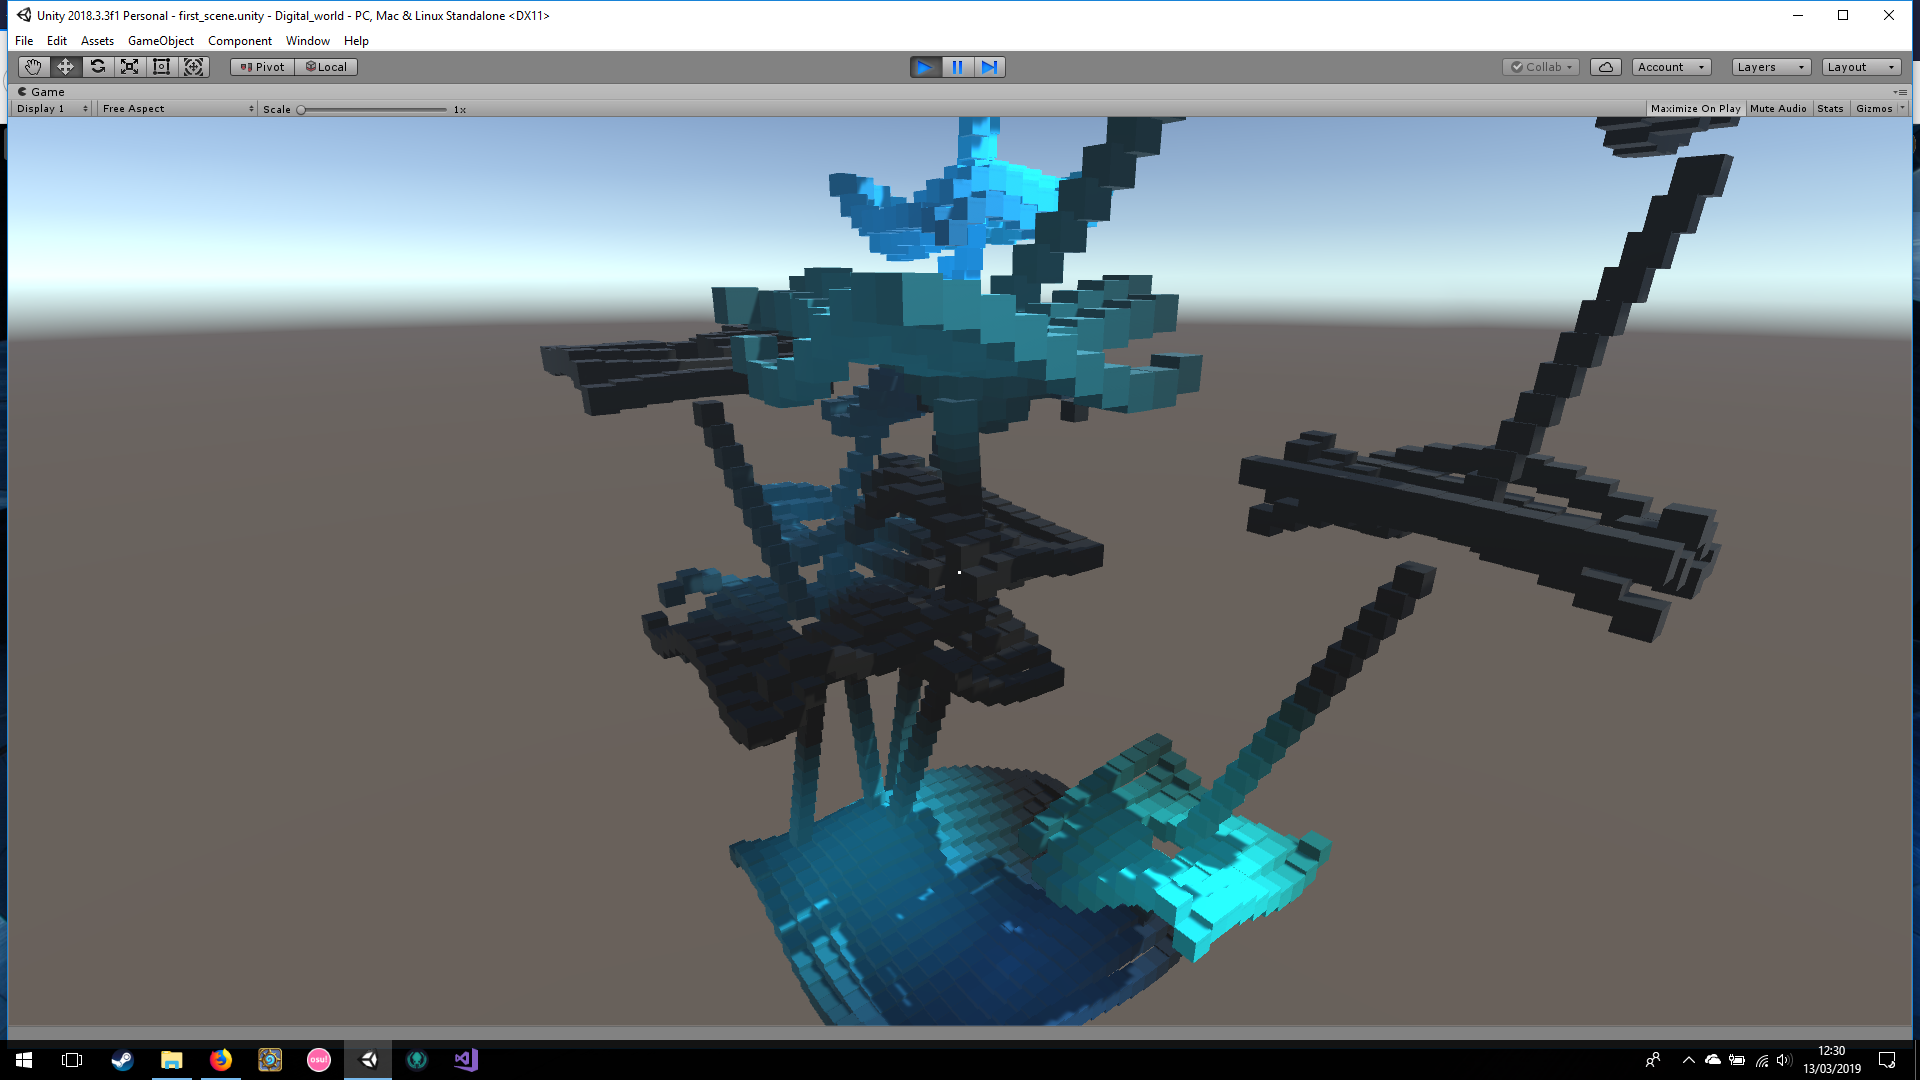 Unity 2018.3.3f1 Personal - first_scene.unity - Digital_world - PC, Mac & Linux Standalone <DX11>
File Edit Assets GameObject Component Window Help
Pivot Local Collab Account Layers Layout
Game
Display 1 Free Aspect Scale 1x Maximize On Play Mute Audio Stats Gizmos
osu!
12:30
13/03/2019